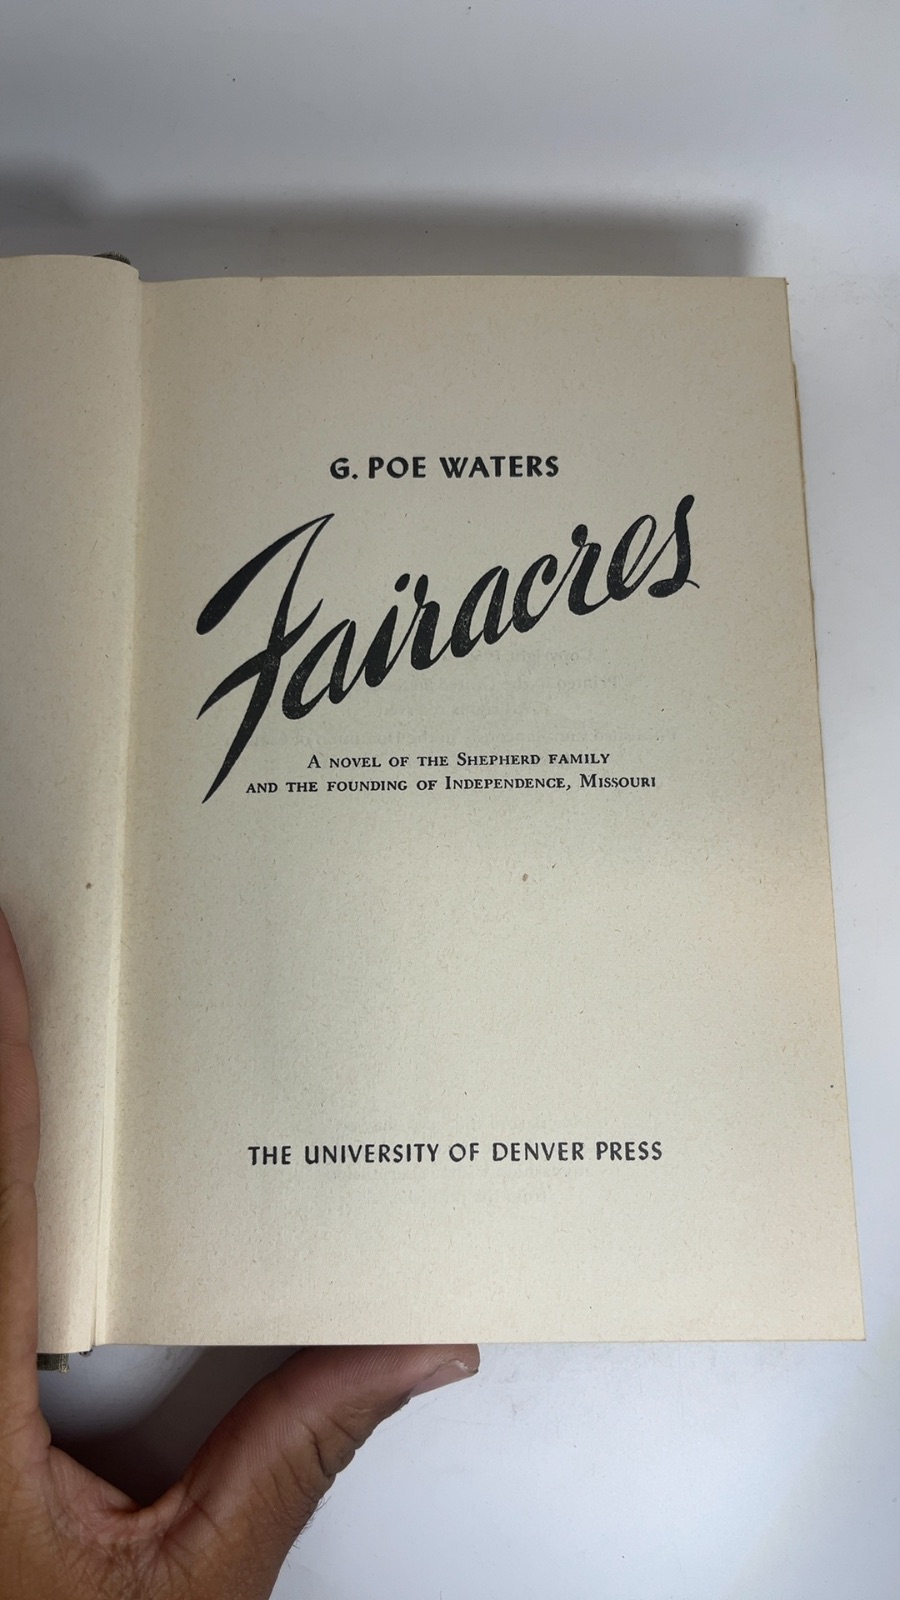 G. POE WATERS
Fairacres
A NOVEL OF THE SHEPHERD FAMILY
AND THE FOUNDING OF INDEPENDENCE, MISSOURI
THE UNIVERSITY OF DENVER PRESS